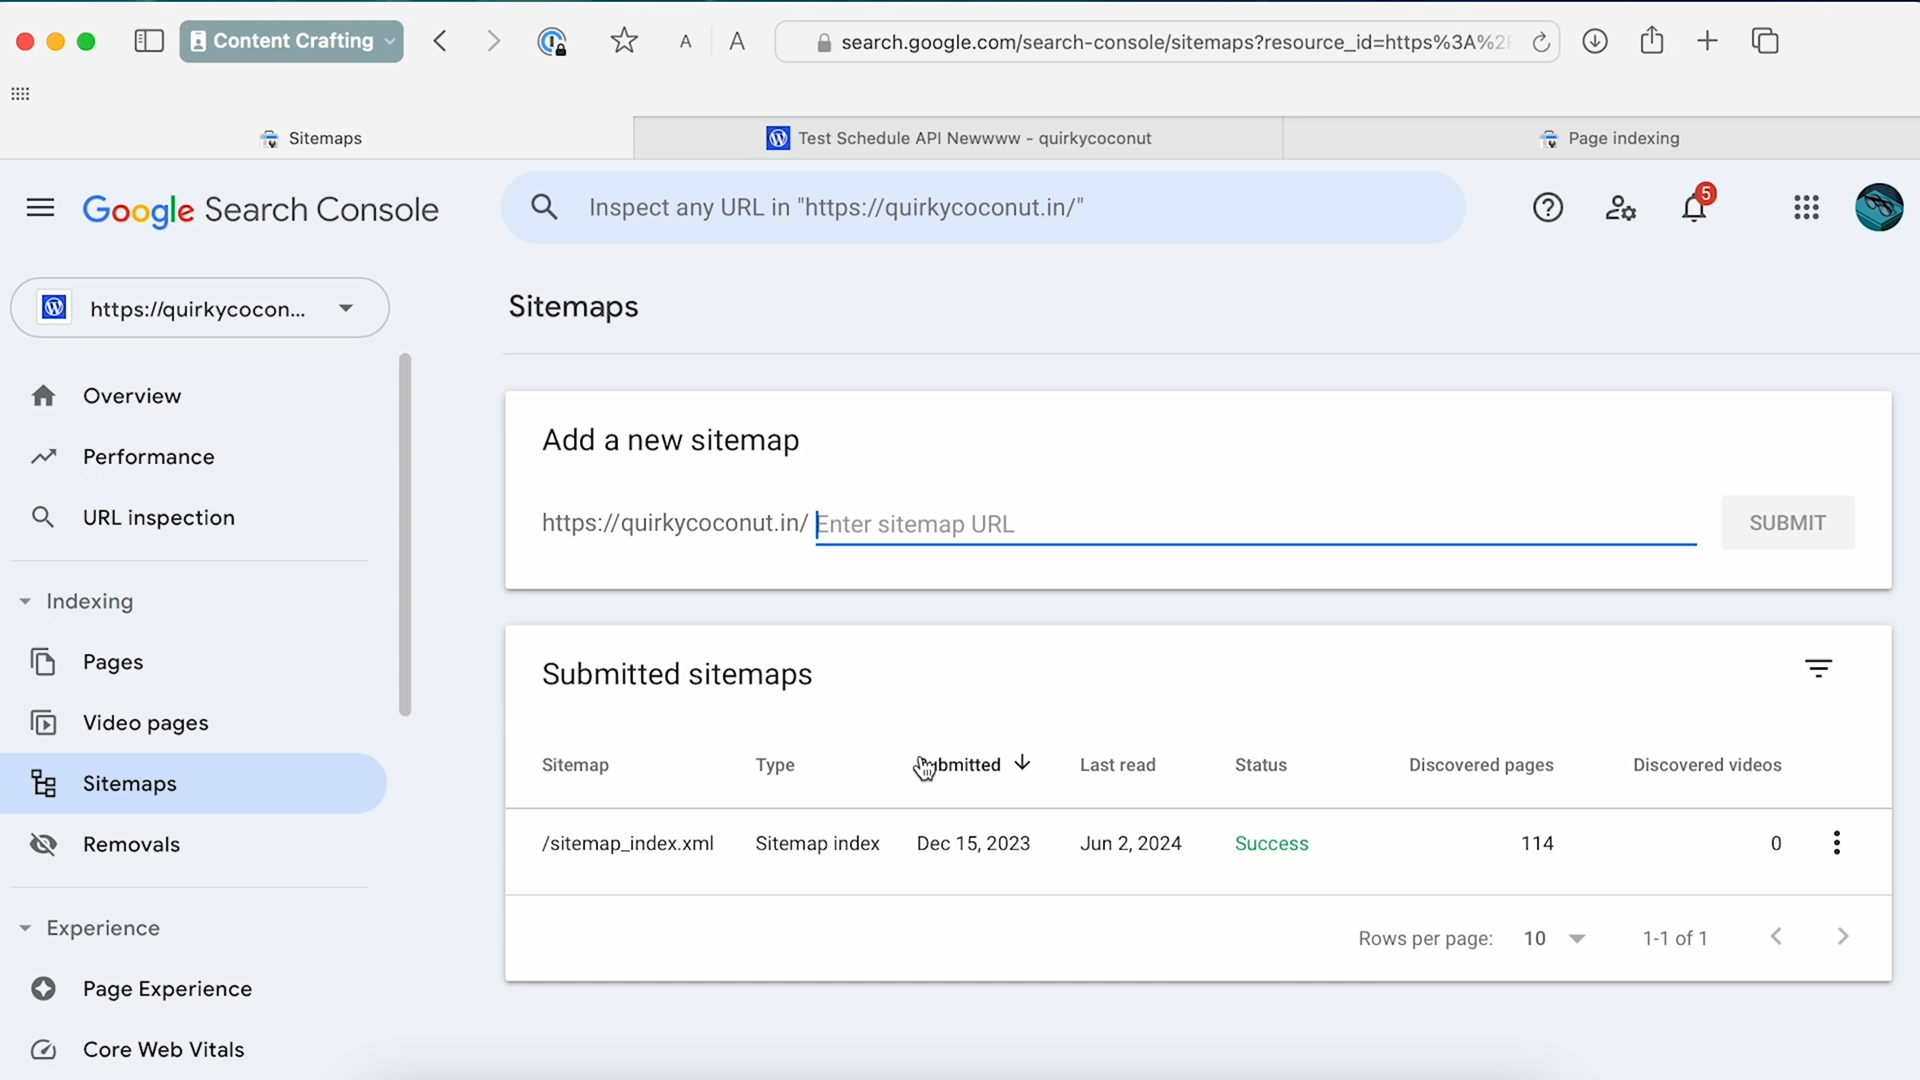 Content Crafting
A
A
search.google.com/search-console/sitemaps?resource_id=https%3A%2F
Sitemaps
Test Schedule API Newwww - quirkycoconut
Page indexing
Google Search Console
Inspect any URL in "https://quirkycoconut.in/"
5
https://quirkycocon...
Sitemaps
Overview
Performance
URL inspection
Indexing
Pages
Video pages
Sitemaps
Removals
Experience
Page Experience
Core Web Vitals
Add a new sitemap
https://quirkycoconut.in/ Enter sitemap URL
SUBMIT
Submitted sitemaps
Sitemap Type Submitted Last read Status Discovered pages Discovered videos
/sitemap_index.xml Sitemap index Dec 15, 2023 Jun 2, 2024 Success 114 0
Rows per page: 10 1-1 of 1